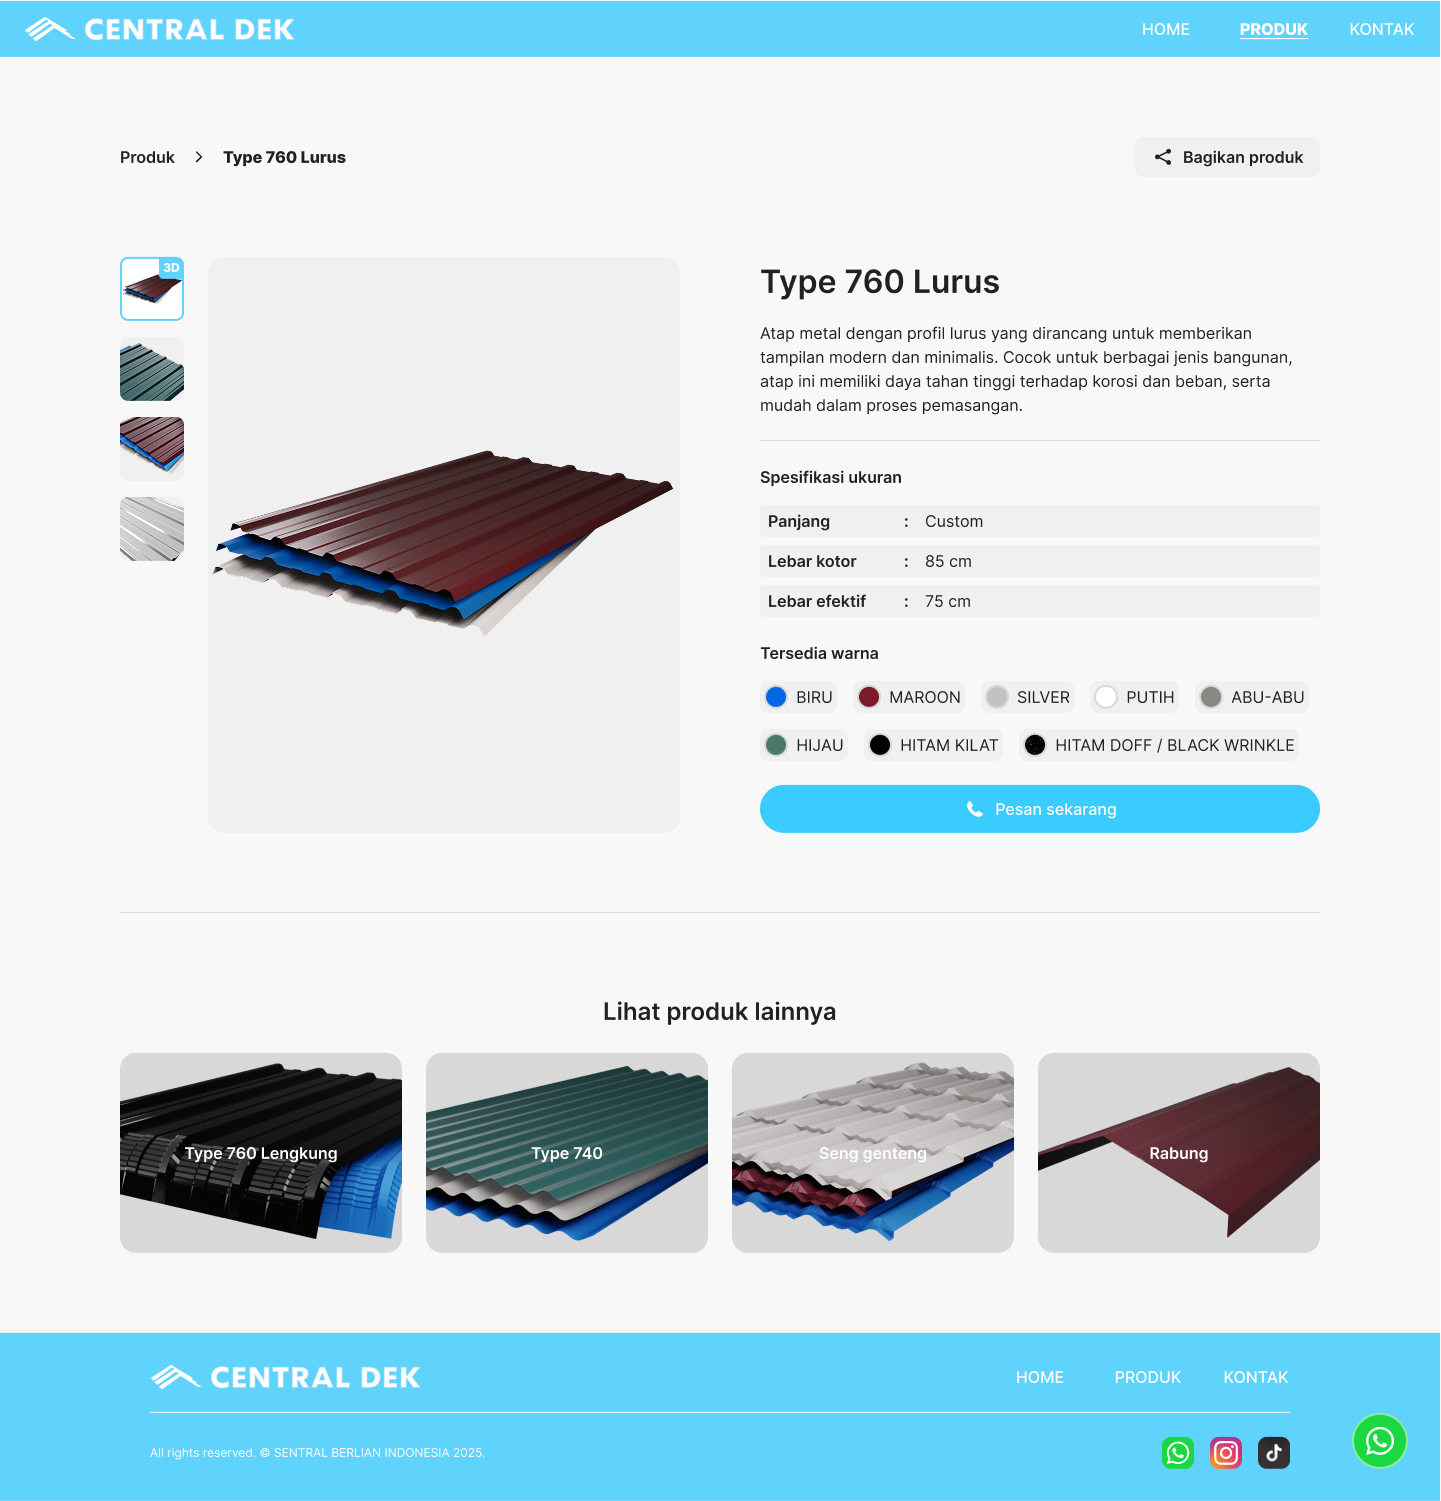 CENTRAL DEK
HOME PRODUK KONTAK
Produk > Type 760 Lurus
Bagikan produk
3D
Type 760 Lurus
Atap metal dengan profil lurus yang dirancang untuk memberikan
tampilan modern dan minimalis. Cocok untuk berbagai jenis bangunan,
atap ini memiliki daya tahan tinggi terhadap korosi dan beban, serta
mudah dalam proses pemasangan.
Spesifikasi ukuran
Panjang : Custom
Lebar kotor : 85 cm
Lebar efektif : 75 cm
Tersedia warna
BIRU MAROON SILVER PUTIH ABU-ABU
HIJAU HITAM KILAT HITAM DOFF / BLACK WRINKLE
Pesan sekarang
Lihat produk lainnya
Type 760 Lengkung
Type 740
Seng genteng
Rabung
CENTRAL DEK
HOME PRODUK KONTAK
All rights reserved. © SENTRAL BERLIAN INDONESIA 2025.